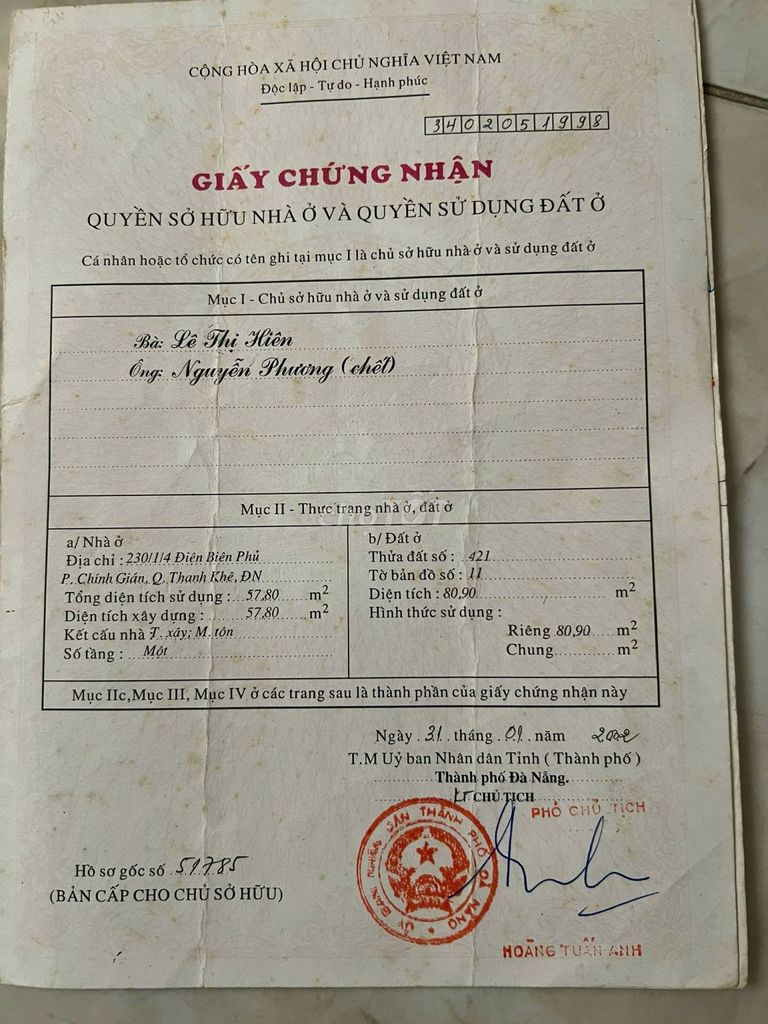 CỘNG HÒA XÃ HỘI CHỦ NGHĨA VIỆT NAM
Độc lập - Tự do - Hạnh phúc
3402051998
GIẤY CHỨNG NHẬN
QUYỀN SỞ HỮU NHÀ Ở VÀ QUYỀN SỬ DỤNG ĐẤT Ở
Cá nhân hoặc tổ chức có tên ghi tại mục I là chủ sở hữu nhà ở và sử dụng đất ở
Mục I - Chủ sở hữu nhà ở và sử dụng đất ở
Bà: Lê Thị Hiên
Ông: Nguyễn Phương (chết)
Mục II - Thực trạng nhà ở, đất ở
a/ Nhà ở
Địa chỉ : 230/1/4 Điện Biên Phủ
P. Chính Gián, Q. Thanh Khê, ĐN
Tổng diện tích sử dụng : 57,80 m2
Diện tích xây dựng : 57,80 m2
Kết cấu nhà T. xây; M. tôn
Số tầng : Một
b/ Đất ở
Thửa đất số : 421
Tờ bản đồ số : 11
Diện tích : 80,90 m2
Hình thức sử dụng :
Riêng 80,90 m2
Chung m2
Mục IIc, Mục III, Mục IV ở các trang sau là thành phần của giấy chứng nhận này
Ngày 31 tháng 01 năm 2002
T.M Uỷ ban Nhân dân Tỉnh ( Thành phố )
Thành phố Đà Nẵng.
KT CHỦ TỊCH
PHÓ CHỦ TỊCH
ỦY BAN NHÂN DÂN THÀNH PHỐ ĐÀ NẴNG
Hồ sơ gốc số 51785
(BẢN CẤP CHO CHỦ SỞ HỮU)
HOÀNG TUẤN ANH